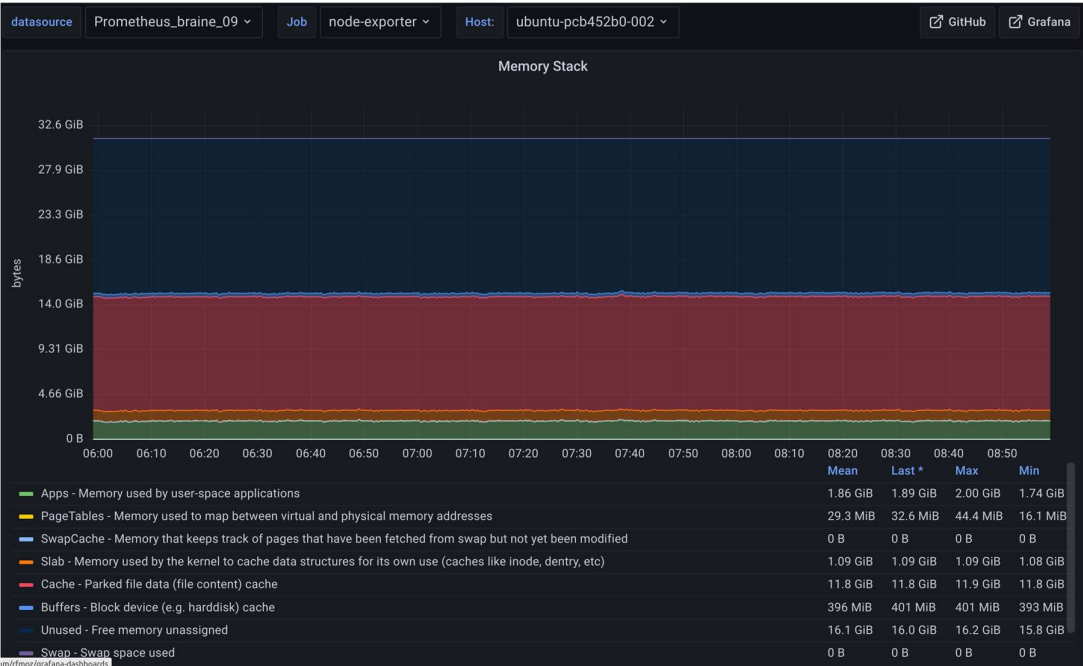 datasource Prometheus_braine_09 Job node-exporter Host: ubuntu-pcb452b0-002 GitHub Grafana
Memory Stack
32.6 GiB
27.9 GiB
23.3 GiB
18.6 GiB
14.0 GiB
9.31 GiB
4.66 GiB
0 B
bytes
06:00 06:10 06:20 06:30 06:40 06:50 07:00 07:10 07:20 07:30 07:40 07:50 08:00 08:10 08:20 08:30 08:40 08:50
Mean Last * Max Min
Apps - Memory used by user-space applications 1.86 GiB 1.89 GiB 2.00 GiB 1.74 GiB
PageTables - Memory used to map between virtual and physical memory addresses 29.3 MiB 32.6 MiB 44.4 MiB 16.1 MiB
SwapCache - Memory that keeps track of pages that have been fetched from swap but not yet been modified 0 B 0 B 0 B 0 B
Slab - Memory used by the kernel to cache data structures for its own use (caches like inode, dentry, etc) 1.09 GiB 1.09 GiB 1.09 GiB 1.08 GiB
Cache - Parked file data (file content) cache 11.8 GiB 11.8 GiB 11.9 GiB 11.8 GiB
Buffers - Block device (e.g. harddisk) cache 396 MiB 401 MiB 401 MiB 393 MiB
Unused - Free memory unassigned 16.1 GiB 16.0 GiB 16.2 GiB 15.8 GiB
Swap - Swap space used 0 B 0 B 0 B 0 B
om/rfmoz/grafana-dashboards